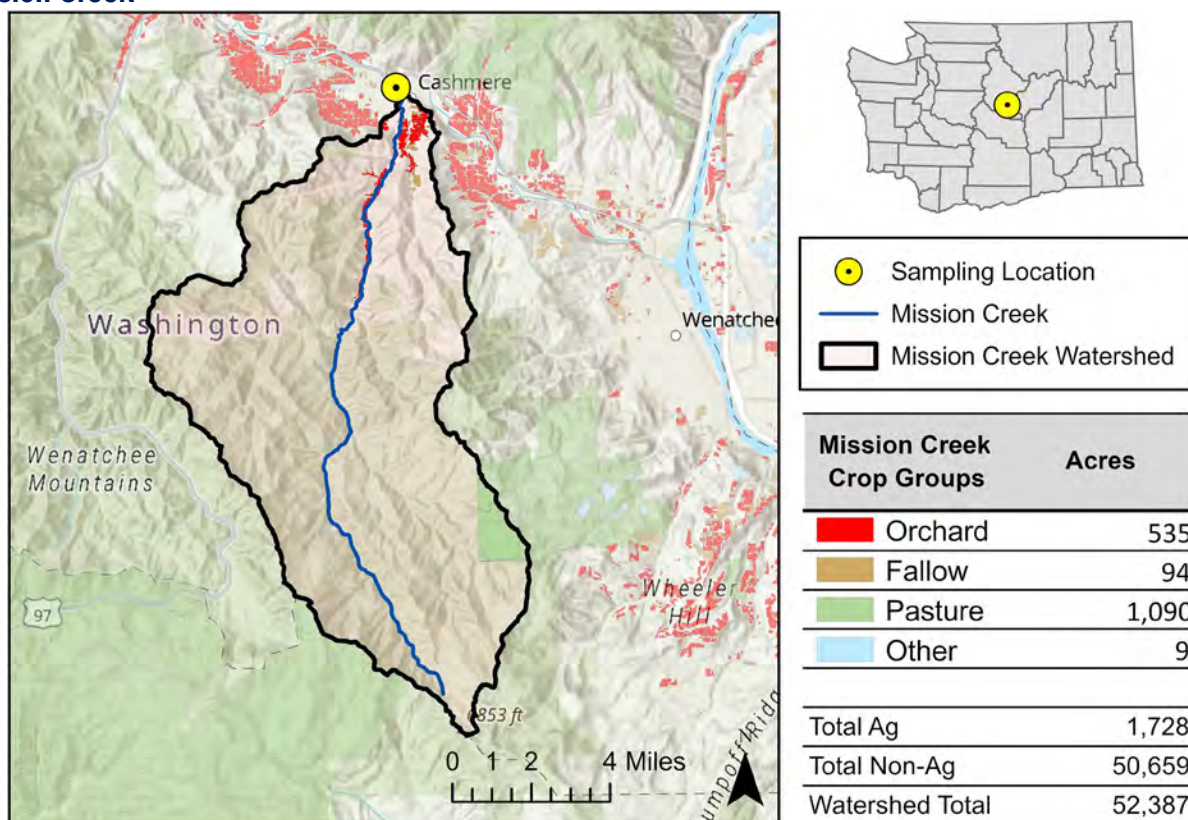 Cashmere
Washington
Wenatchee
Wenatchee
Mountains
Wheeler
Hill
97
853 ft
0 1 2 4 Miles
Sampling Location
Mission Creek
Mission Creek Watershed
Mission Creek
Crop Groups Acres
Orchard 535
Fallow 94
Pasture 1,090
Other 9
Total Ag 1,728
Total Non-Ag 50,659
Watershed Total 52,387